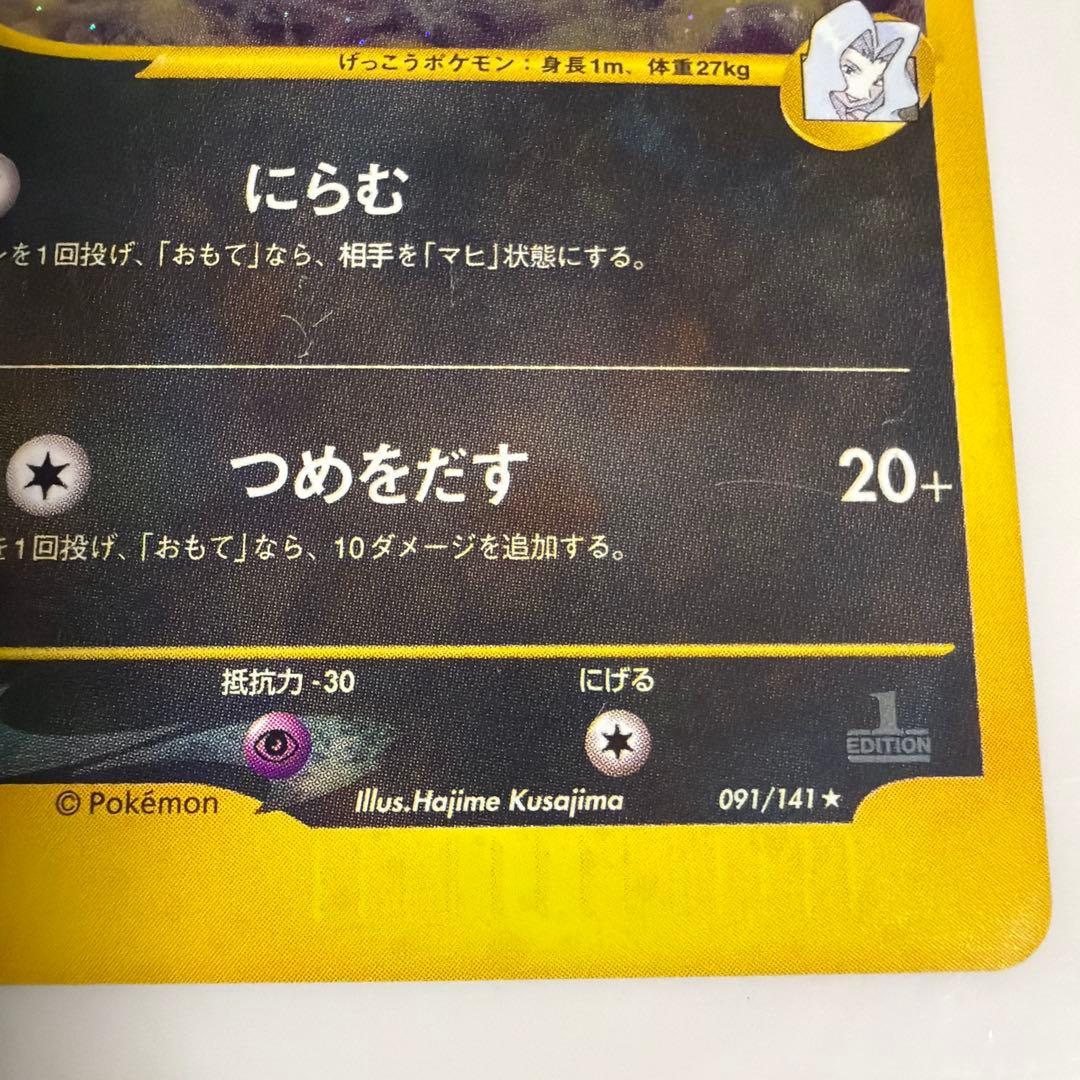 げっこうポケモン：身長1m、体重27kg
にらむ
を1回投げ、「おもて」なら、相手を「マヒ」状態にする。
つめをだす 20+
を1回投げ、「おもて」なら、10ダメージを追加する。
抵抗力 -30 にげる
1
EDITION
© Pokémon Illus.Hajime Kusajima 091/141★